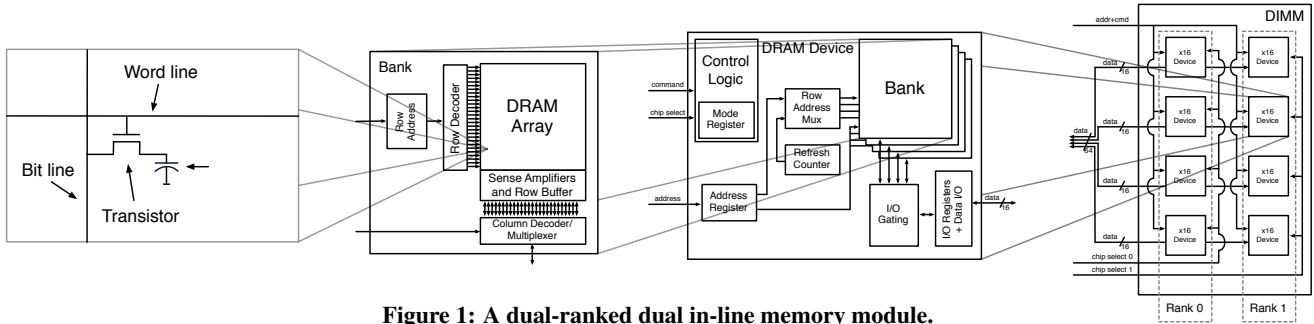 Word line
Bit line
Transistor
Bank
Row
Address
Row Decoder
DRAM
Array
Sense Amplifiers
and Row Buffer
Column Decoder/
Multiplexer
DRAM Device
Control
Logic
Mode
Register
command
chip select
address
Address
Register
Row
Address
Mux
Refresh
Counter
Bank
I/O
Gating
I/O Registers
+ Data I/O
data
16
DIMM
addr+cmd
data
16
x16
Device
x16
Device
data
16
x16
Device
x16
Device
data
64
data
16
x16
Device
x16
Device
data
16
x16
Device
x16
Device
chip select 0
chip select 1
Rank 0
Rank 1
Figure 1: A dual-ranked dual in-line memory module.